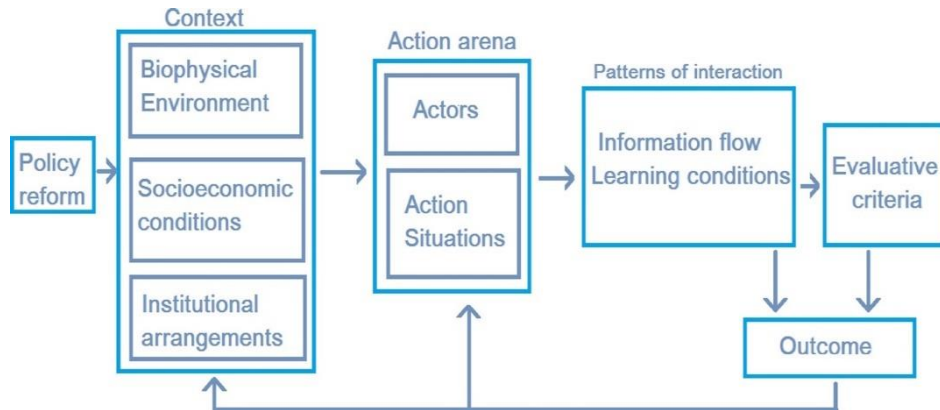 Context
Action arena
Patterns of interaction
Policy
reform
Biophysical
Environment
Socioeconomic
conditions
Institutional
arrangements
Actors
Action
Situations
Information flow
Learning conditions
Evaluative
criteria
Outcome